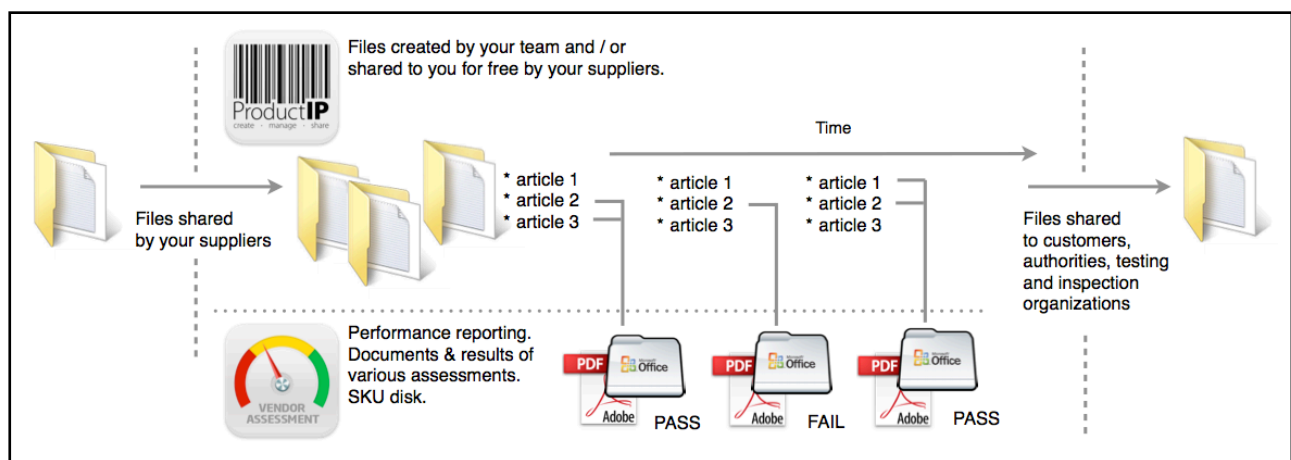 Files created by your team and / or
shared to you for free by your suppliers.
ProductIP
create - manage - share
Time
* article 1
* article 2
* article 3
* article 1
* article 2
* article 3
* article 1
* article 2
* article 3
Files shared
by your suppliers
Files shared
to customers,
authorities, testing
and inspection
organizations
Performance reporting.
Documents & results of
various assessments.
SKU disk.
VENDOR
ASSESSMENT
PDF
Microsoft
Office
Adobe
PASS
PDF
Microsoft
Office
Adobe
FAIL
PDF
Microsoft
Office
Adobe
PASS